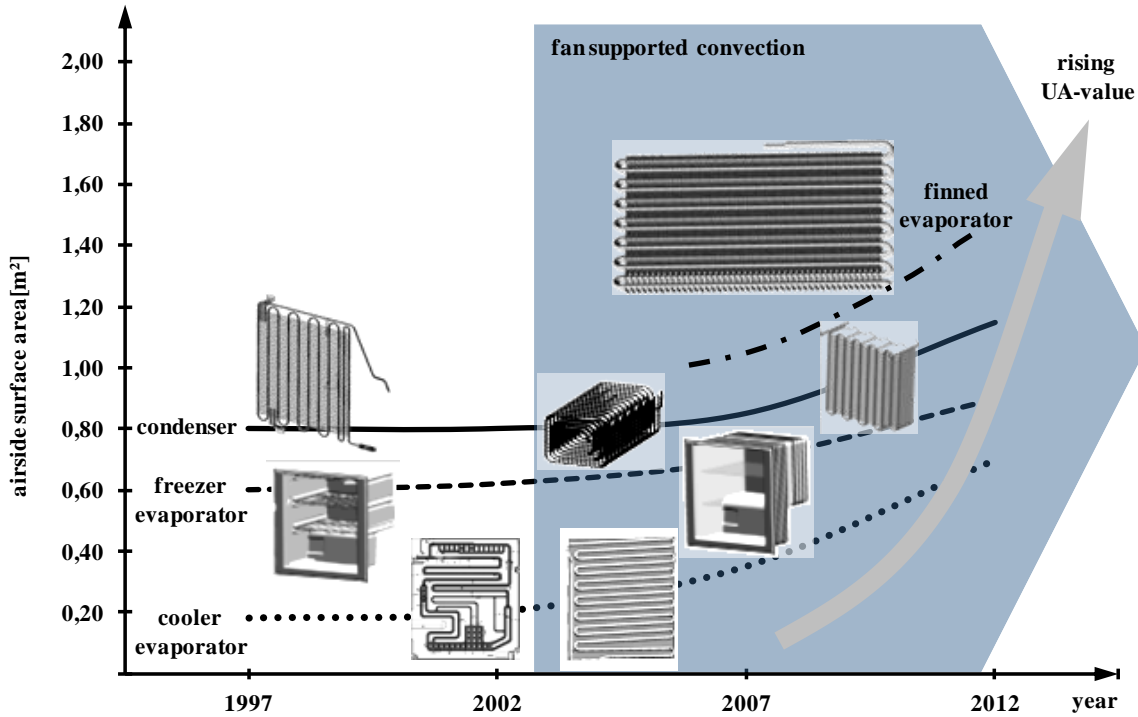 fan supported convection
rising
UA-value
2,00
1,80
1,60
1,40
1,20
1,00
0,80
0,60
0,40
0,20
airside surface area[m²]
finned
evaporator
condenser
freezer
evaporator
cooler
evaporator
1997
2002
2007
2012
year